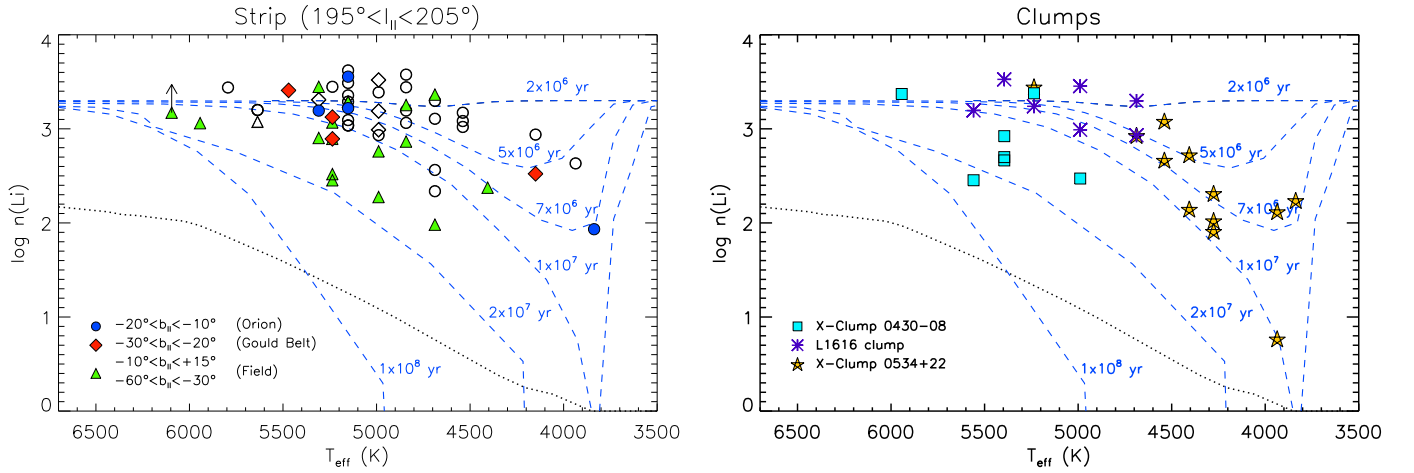 Strip (195°<l_II<205°)
4
3
2
1
0
log n(Li)
2x10^6 yr
5x10^6 yr
7x10^6 yr
1x10^7 yr
2x10^7 yr
1x10^8 yr
−20°<b_II<−10° (Orion)
−30°<b_II<−20° (Gould Belt)
−10°<b_II<+15°
(Field)
−60°<b_II<−30°
6500 6000 5500 5000 4500 4000 3500
T_eff (K)
Clumps
4
3
2
1
0
log n(Li)
2x10^6 yr
5x10^6 yr
7x10^6 yr
1x10^7 yr
2x10^7 yr
1x10^8 yr
X−Clump 0430−08
L1616 clump
X−Clump 0534+22
6500 6000 5500 5000 4500 4000 3500
T_eff (K)